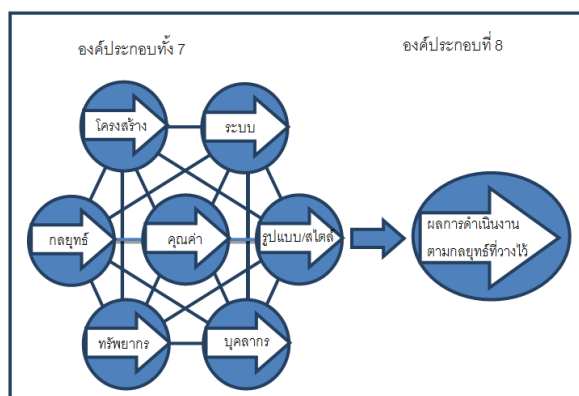 องค์ประกอบทั้ง 7
องค์ประกอบที่ 8
โครงสร้าง
ระบบ
กลยุทธ์
คุณค่า
รูปแบบ/สไตล์
ผลการดำเนินงาน
ตามกลยุทธ์ที่วางไว้
ทรัพยากร
บุคลากร